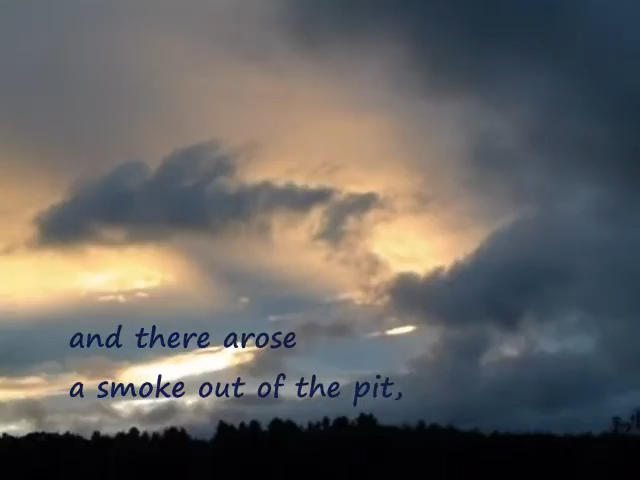 and there arose
a smoke out of the pit,